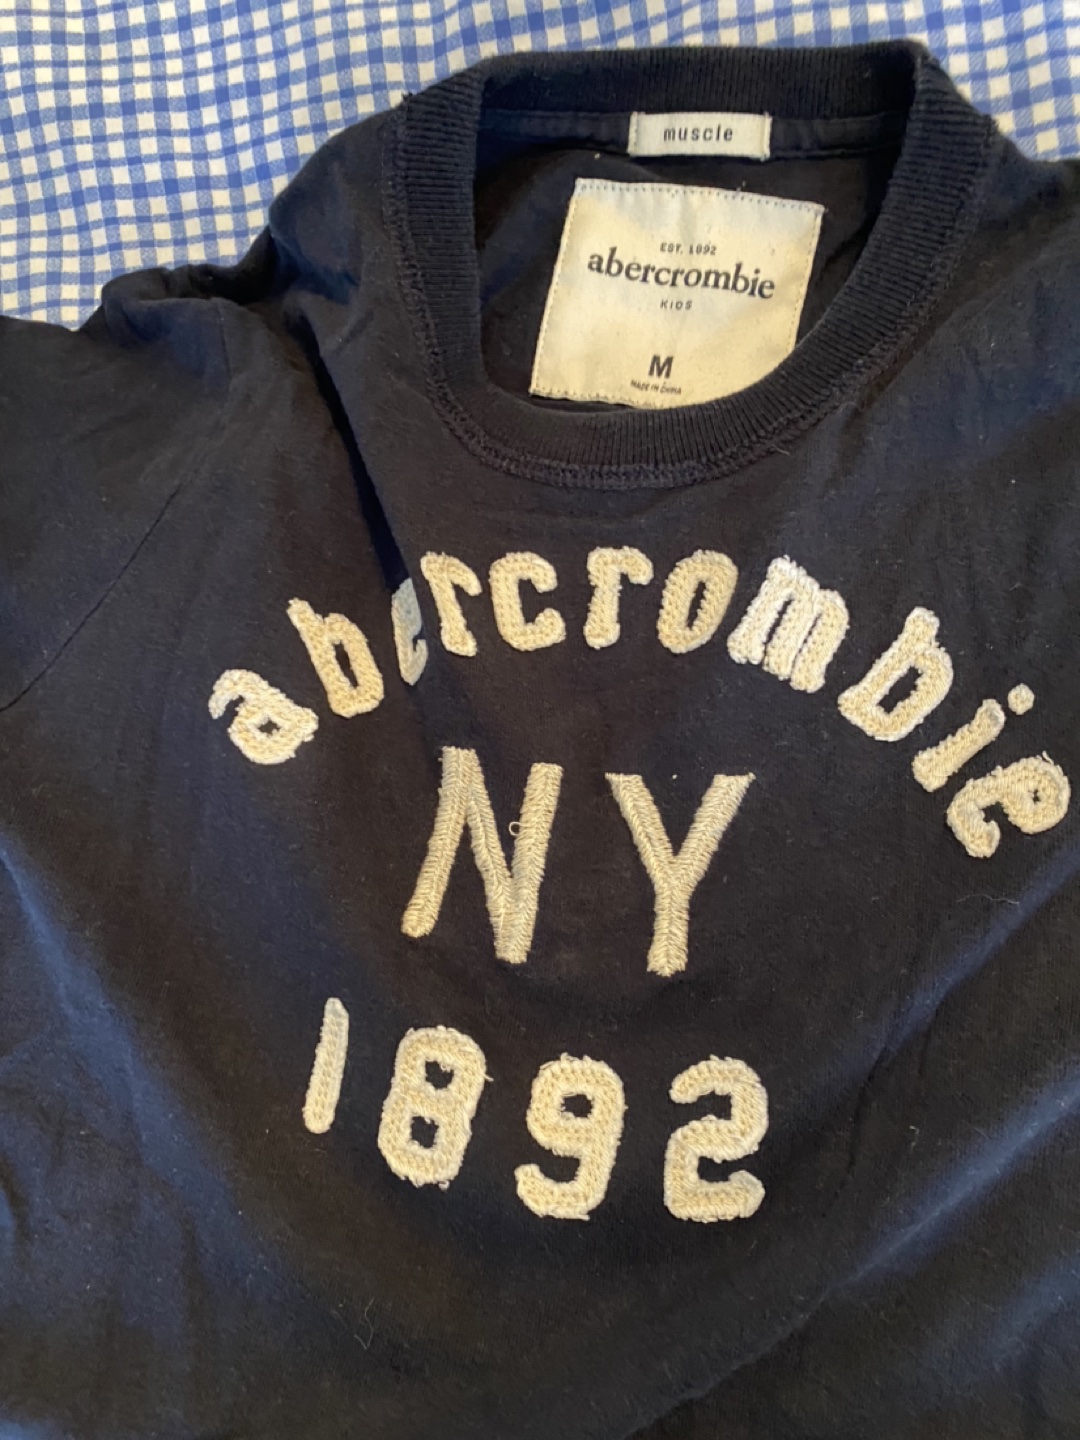 muscle
EST. 1892
abercrombie
KIDS
M
MADE IN CHINA
abercrombie
NY
1892